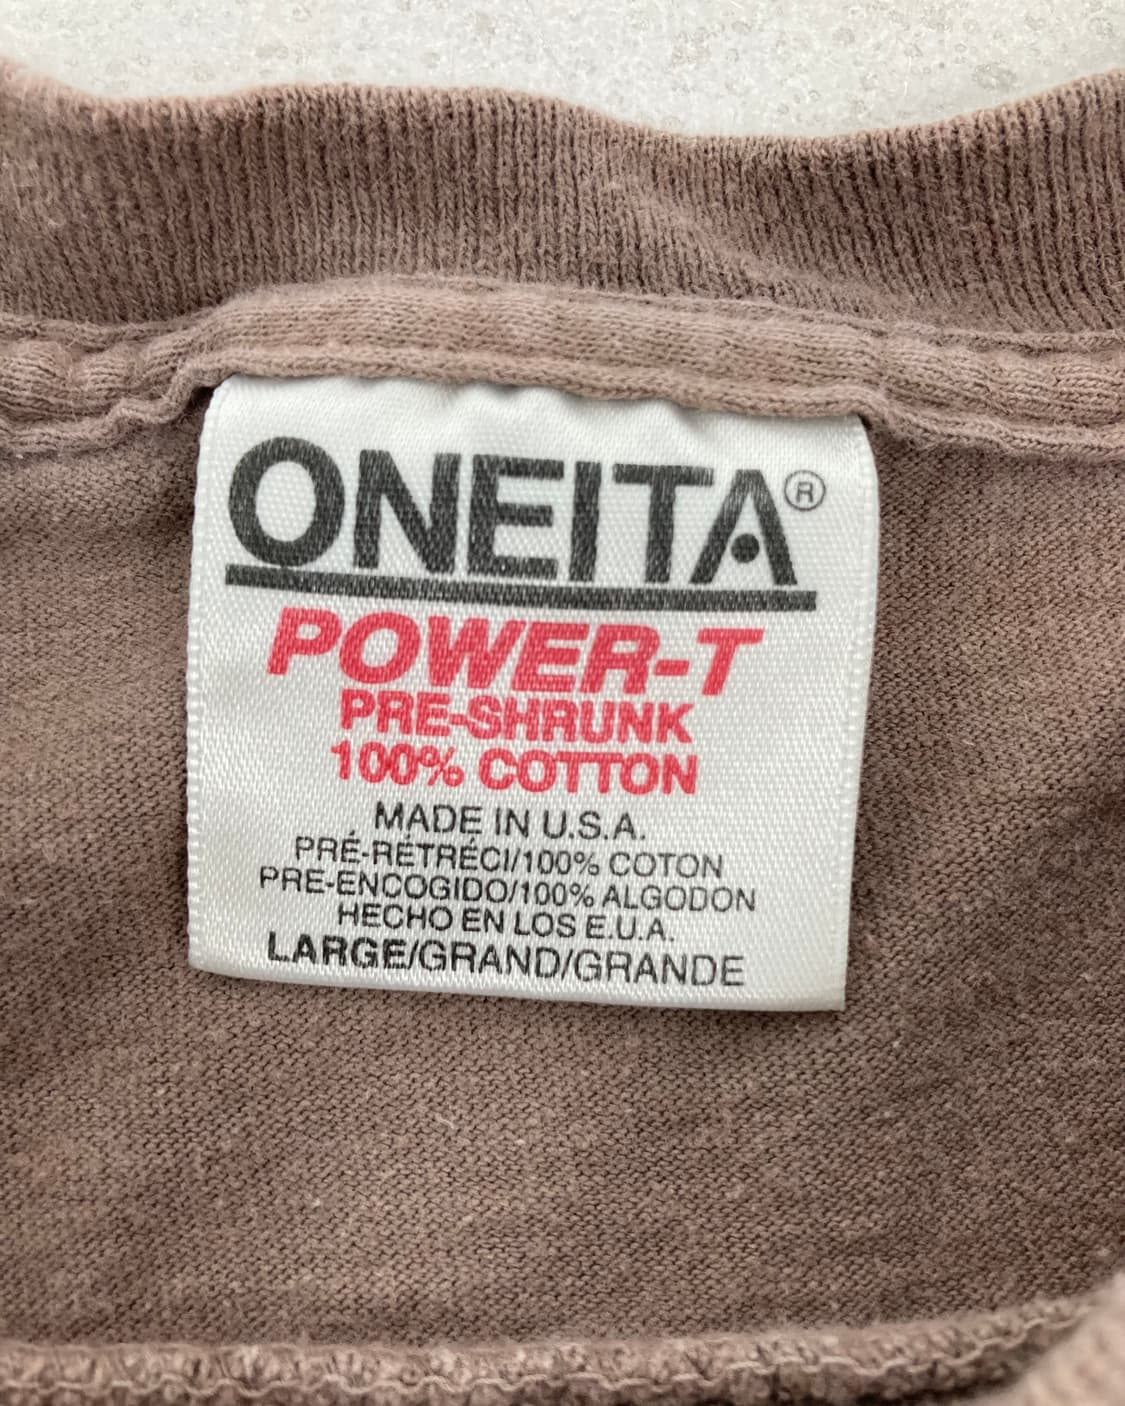 ONEITA®
POWER-T
PRE-SHRUNK
100% COTTON
MADE IN U.S.A.
PRÉ-RÉTRÉCI/100% COTON
PRE-ENCOGIDO/100% ALGODON
HECHO EN LOS E.U.A.
LARGE/GRAND/GRANDE